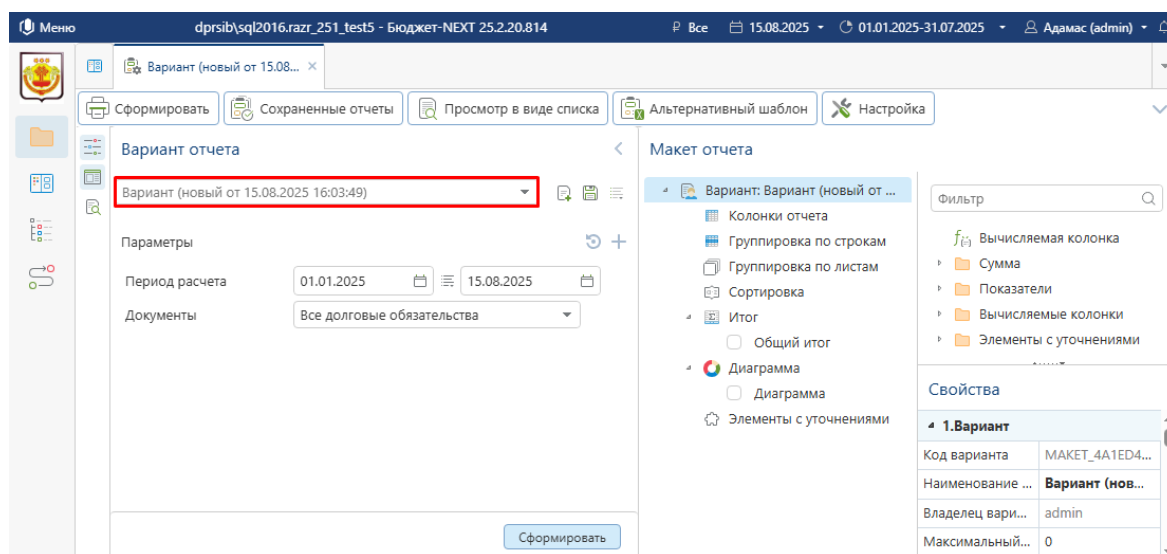 Меню dprsib\sql2016.razr_251_test5 - Бюджет-NEXT 25.2.20.814 ₽ Все 15.08.2025 01.01.2025-31.07.2025 Адамас (admin)
Вариант (новый от 15.08... ×
Сформировать Сохраненные отчеты Просмотр в виде списка Альтернативный шаблон Настройка
Вариант отчета
Вариант (новый от 15.08.2025 16:03:49)
Параметры
Период расчета 01.01.2025 15.08.2025
Документы Все долговые обязательства
Сформировать
Макет отчета
Вариант: Вариант (новый от ...
Колонки отчета
Группировка по строкам
Группировка по листам
Сортировка
Итог
Общий итог
Диаграмма
Диаграмма
Элементы с уточнениями
Фильтр
Вычисляемая колонка
Сумма
Показатели
Вычисляемые колонки
Элементы с уточнениями
Свойства
1.Вариант
Код варианта MAKET_4A1ED4...
Наименование ... Вариант (нов...
Владелец вари... admin
Максимальный... 0